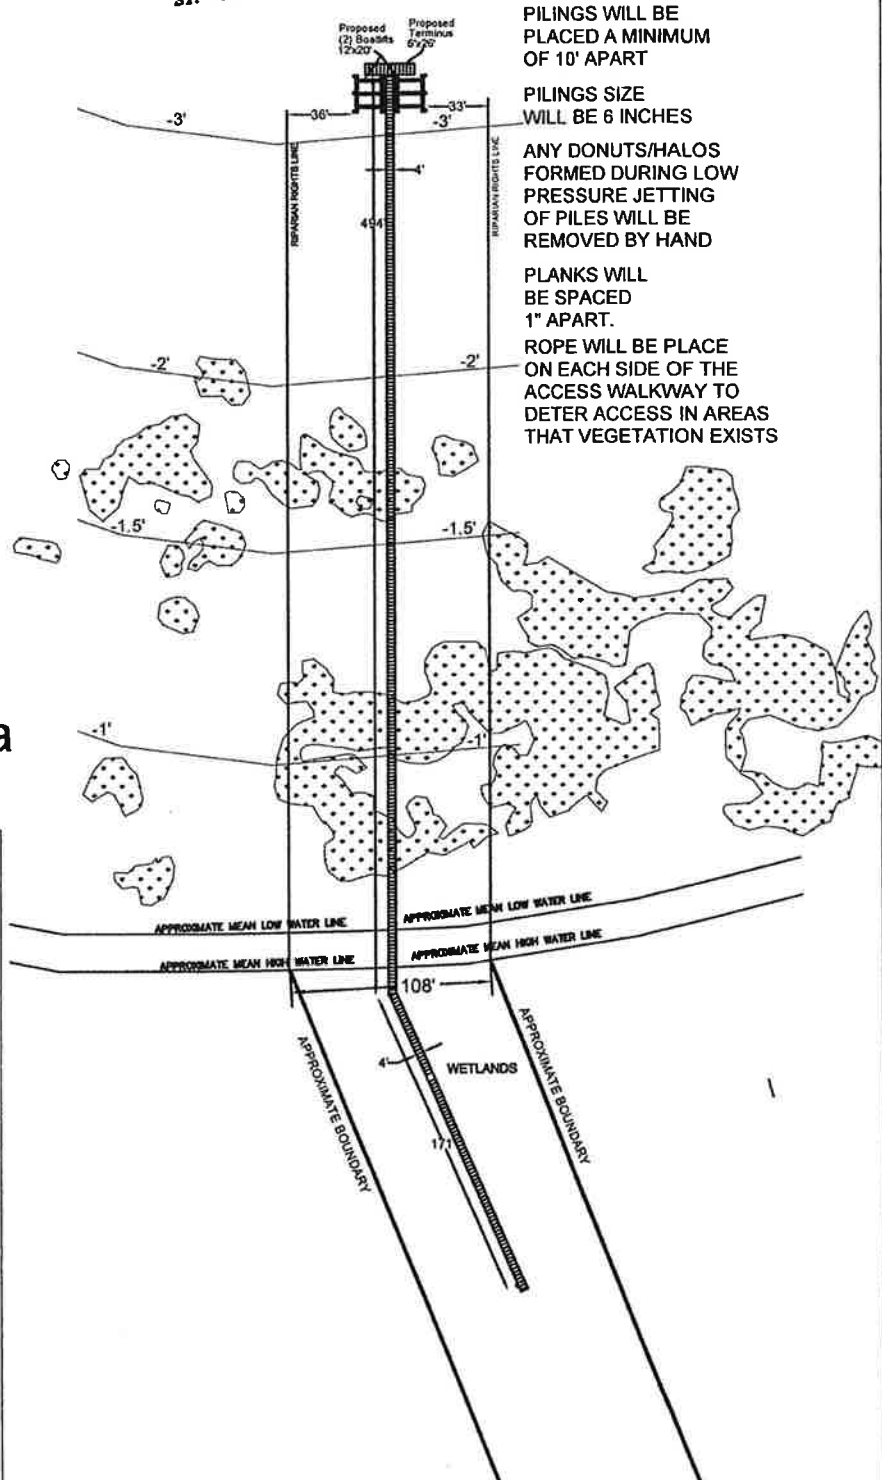 PILINGS WILL BE
PLACED A MINIMUM
OF 10' APART
Proposed
(2) Boatlifts
12'x20'
Proposed
Terminus
6'x26'
PILINGS SIZE
WILL BE 6 INCHES
36'
33'
-3'
-3'
ANY DONUTS/HALOS
FORMED DURING LOW
PRESSURE JETTING
OF PILES WILL BE
REMOVED BY HAND
RIPARIAN RIGHTS LINE
RIPARIAN RIGHTS LINE
4'
494'
PLANKS WILL
BE SPACED
1" APART.
ROPE WILL BE PLACE
ON EACH SIDE OF THE
ACCESS WALKWAY TO
DETER ACCESS IN AREAS
THAT VEGETATION EXISTS
-2'
-2'
-1.5'
-1.5'
a
-1'
-1'
APPROXIMATE MEAN LOW WATER LINE
APPROXIMATE MEAN LOW WATER LINE
APPROXIMATE MEAN HIGH WATER LINE
APPROXIMATE MEAN HIGH WATER LINE
108'
APPROXIMATE BOUNDARY
4'
WETLANDS
APPROXIMATE BOUNDARY
171'